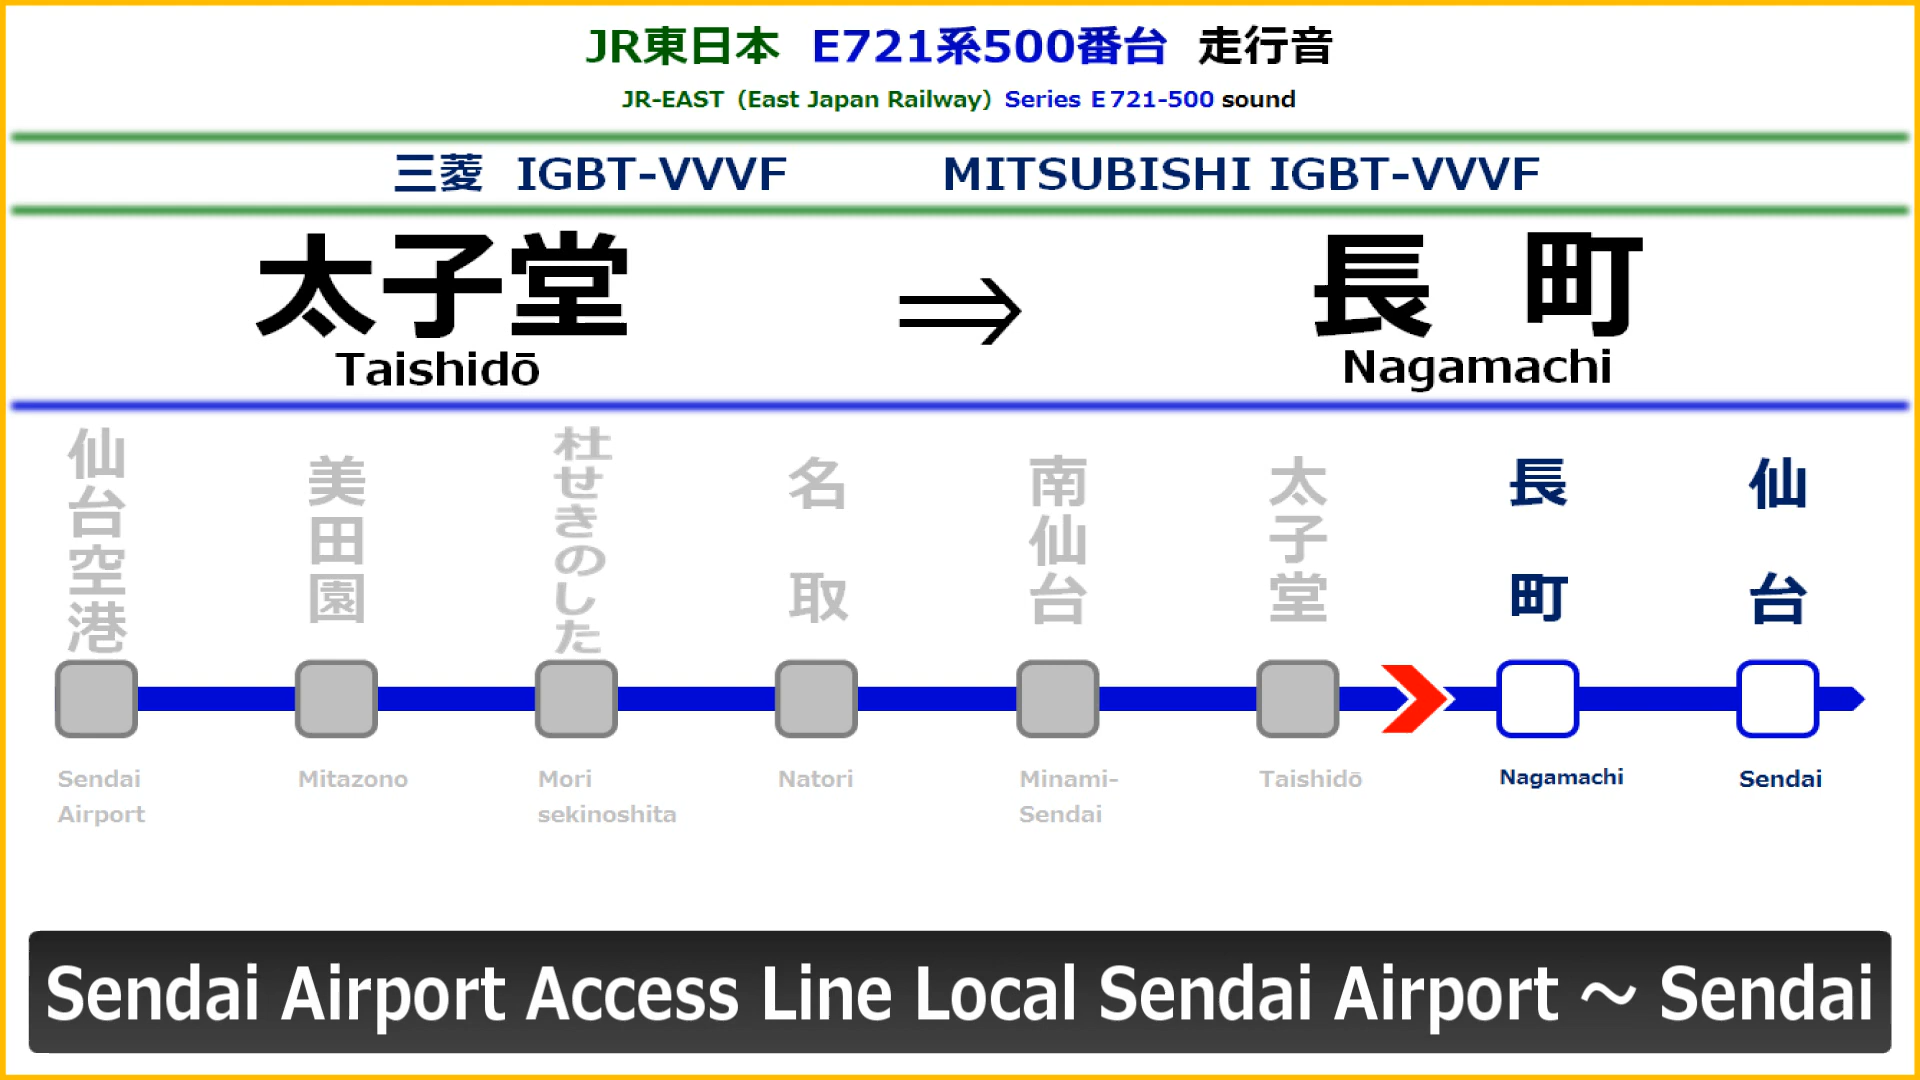 JR東日本 E721系500番台 走行音
JR-EAST（East Japan Railway）Series E721-500 sound
三菱 IGBT-VVVF MITSUBISHI IGBT-VVVF
太子堂 ⇒ 長町
Taishidō Nagamachi
仙台空港
美田園
杜せきのした
名取
南仙台
太子堂
長町
仙台
Sendai Airport
Mitazono
Mori sekinoshita
Natori
Minami-Sendai
Taishidō
Nagamachi
Sendai
Sendai Airport Access Line Local Sendai Airport ～ Sendai